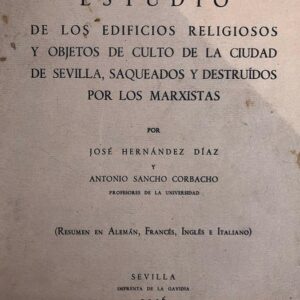 ESTUDIO
DE LOS EDIFICIOS RELIGIOSOS
Y OBJETOS DE CULTO DE LA CIUDAD
DE SEVILLA, SAQUEADOS Y DESTRUÍDOS
POR LOS MARXISTAS
POR
JOSÉ HERNÁNDEZ DÍAZ
Y
ANTONIO SANCHO CORBACHO
PROFESORES DE LA UNIVERSIDAD
(RESUMEN EN ALEMÁN, FRANCÉS, INGLÉS E ITALIANO)
SEVILLA
IMPRENTA DE LA GAVIDIA